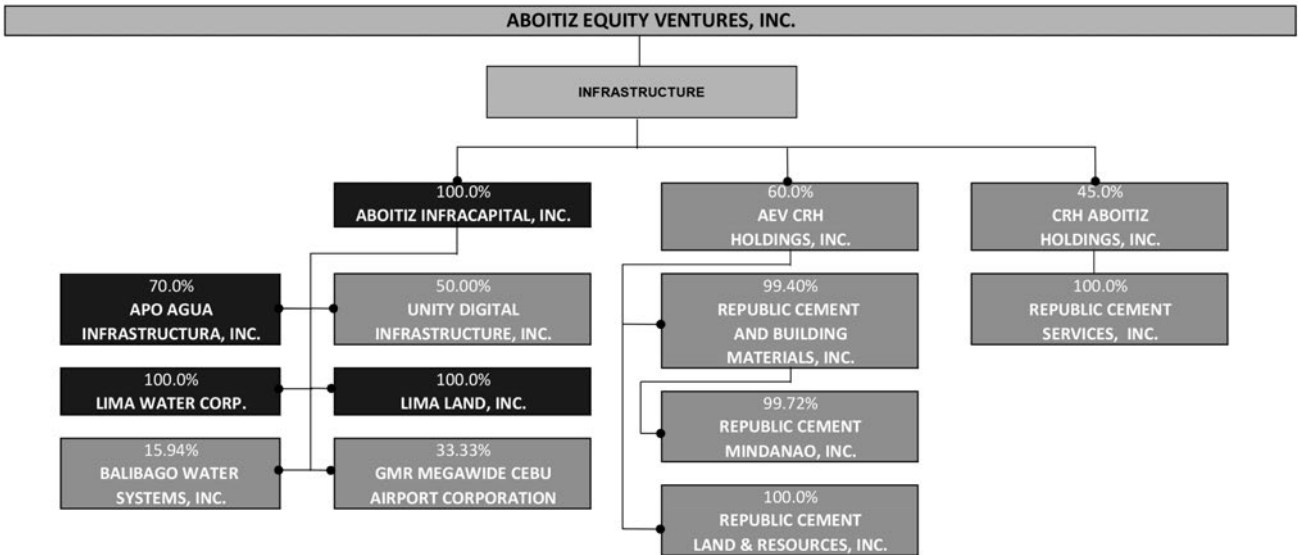 ABOITIZ EQUITY VENTURES, INC.
INFRASTRUCTURE
100.0%
ABOITIZ INFRACAPITAL, INC.
60.0%
AEV CRH
HOLDINGS, INC.
45.0%
CRH ABOITIZ
HOLDINGS, INC.
70.0%
APO AGUA
INFRASTRUCTURA, INC.
50.00%
UNITY DIGITAL
INFRASTRUCTURE, INC.
99.40%
REPUBLIC CEMENT
AND BUILDING
MATERIALS, INC.
100.0%
REPUBLIC CEMENT
SERVICES, INC.
100.0%
LIMA WATER CORP.
100.0%
LIMA LAND, INC.
99.72%
REPUBLIC CEMENT
MINDANAO, INC.
15.94%
BALIBAGO WATER
SYSTEMS, INC.
33.33%
GMR MEGAWIDE CEBU
AIRPORT CORPORATION
100.0%
REPUBLIC CEMENT
LAND & RESOURCES, INC.